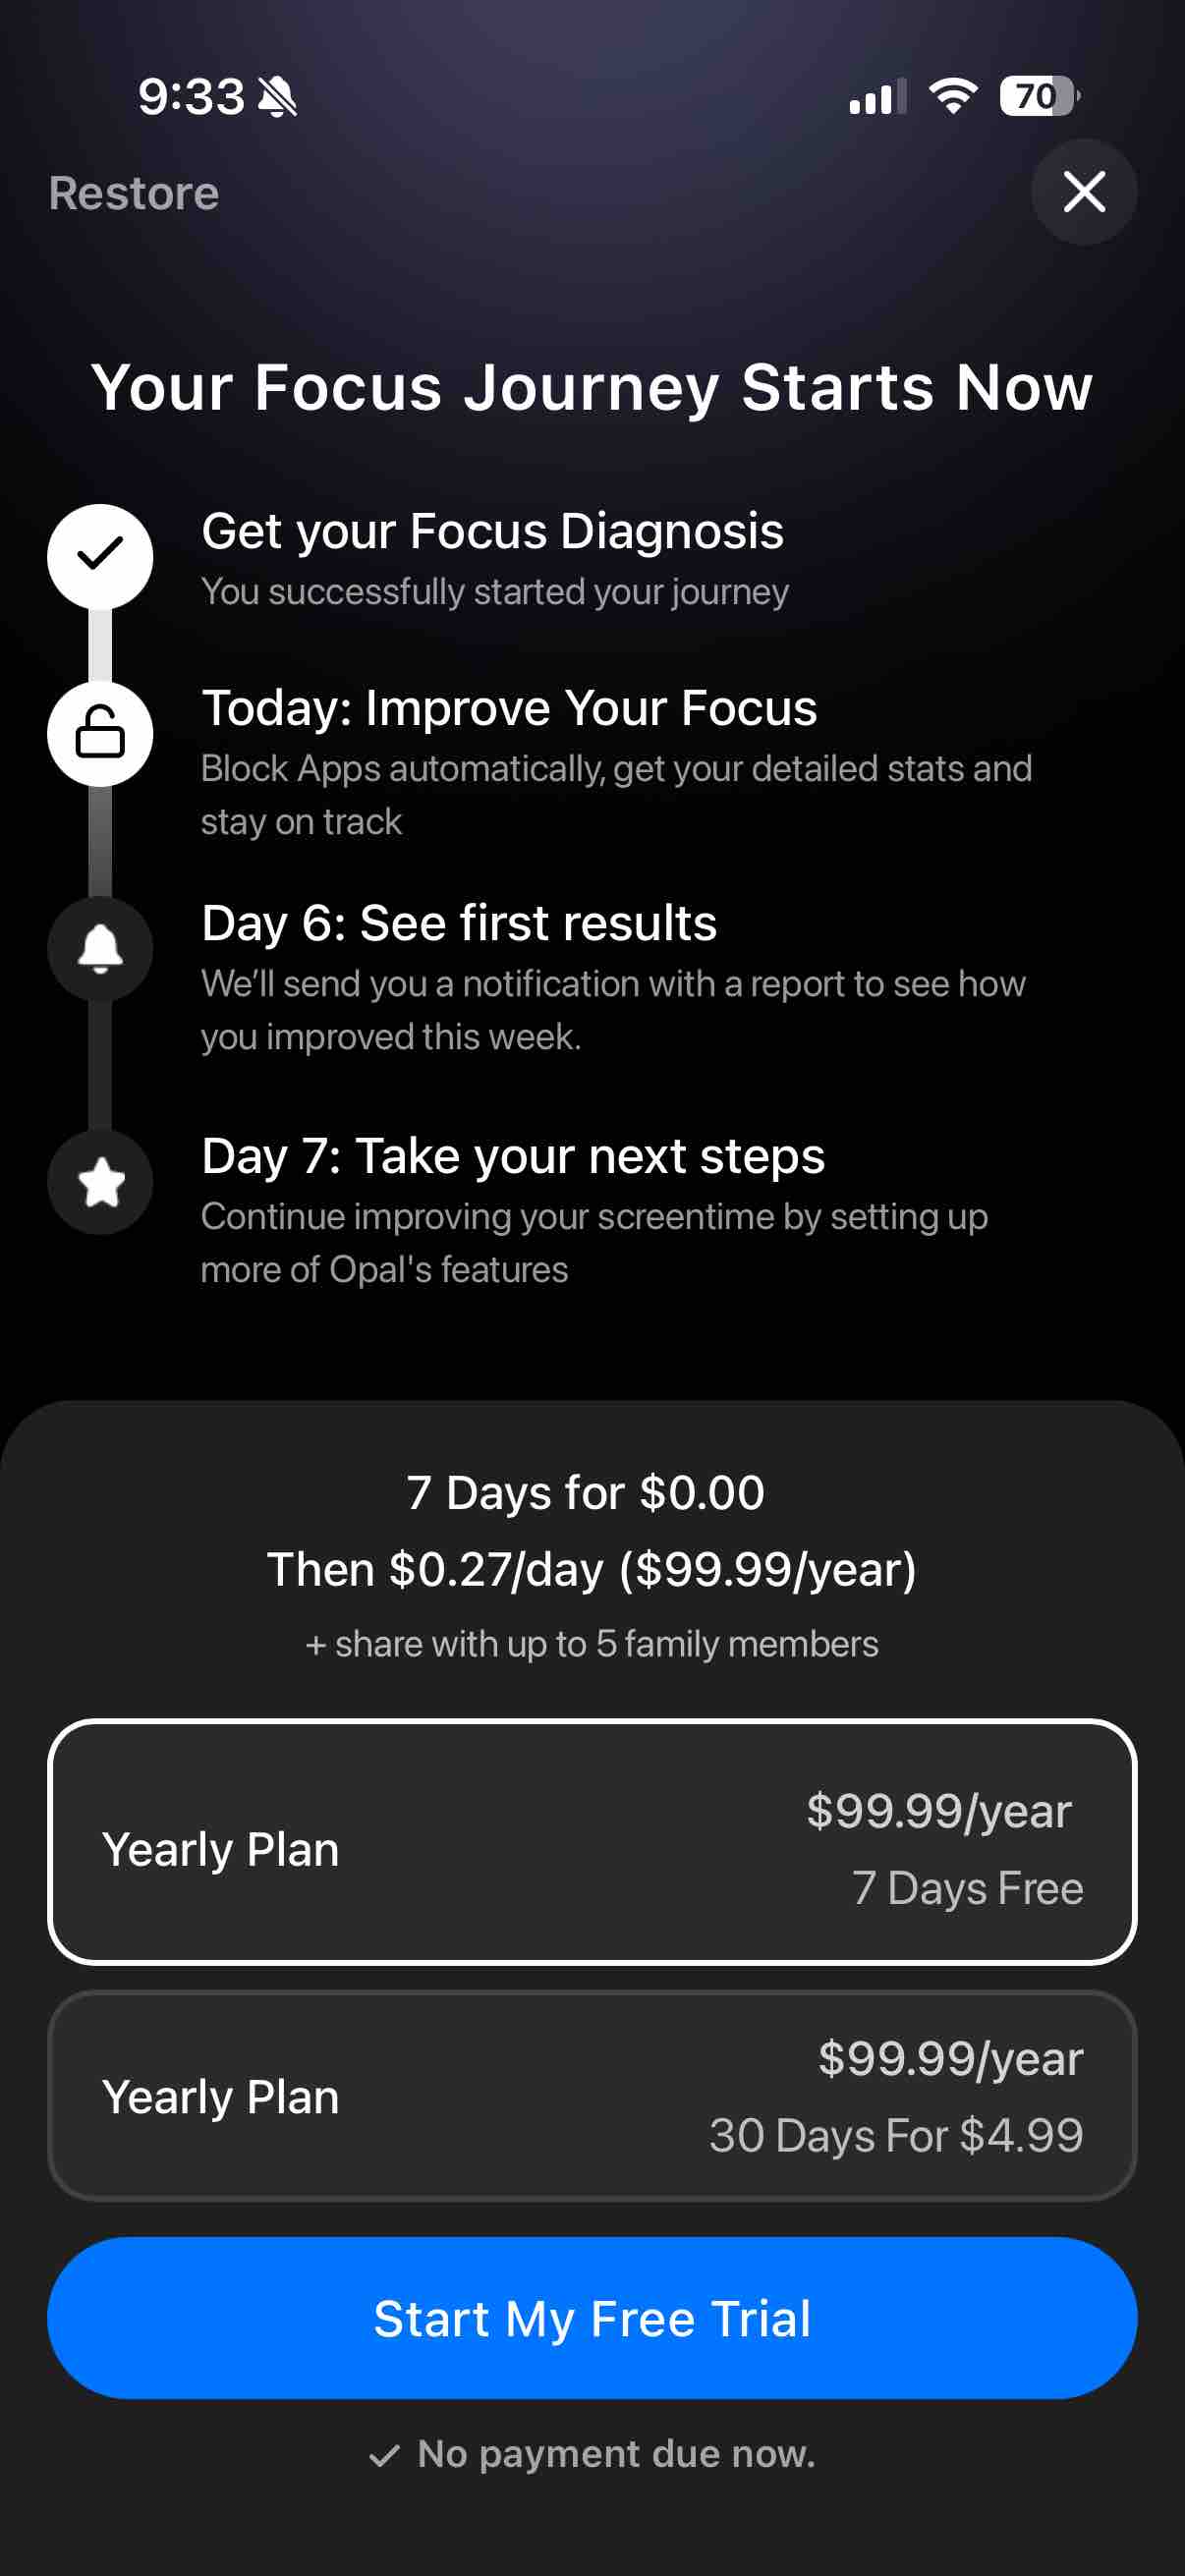 9:33
70
Restore
Your Focus Journey Starts Now
Get your Focus Diagnosis
You successfully started your journey
Today: Improve Your Focus
Block Apps automatically, get your detailed stats and
stay on track
Day 6: See first results
We’ll send you a notification with a report to see how
you improved this week.
Day 7: Take your next steps
Continue improving your screentime by setting up
more of Opal's features
7 Days for $0.00
Then $0.27/day ($99.99/year)
+ share with up to 5 family members
Yearly Plan
$99.99/year
7 Days Free
Yearly Plan
$99.99/year
30 Days For $4.99
Start My Free Trial
No payment due now.